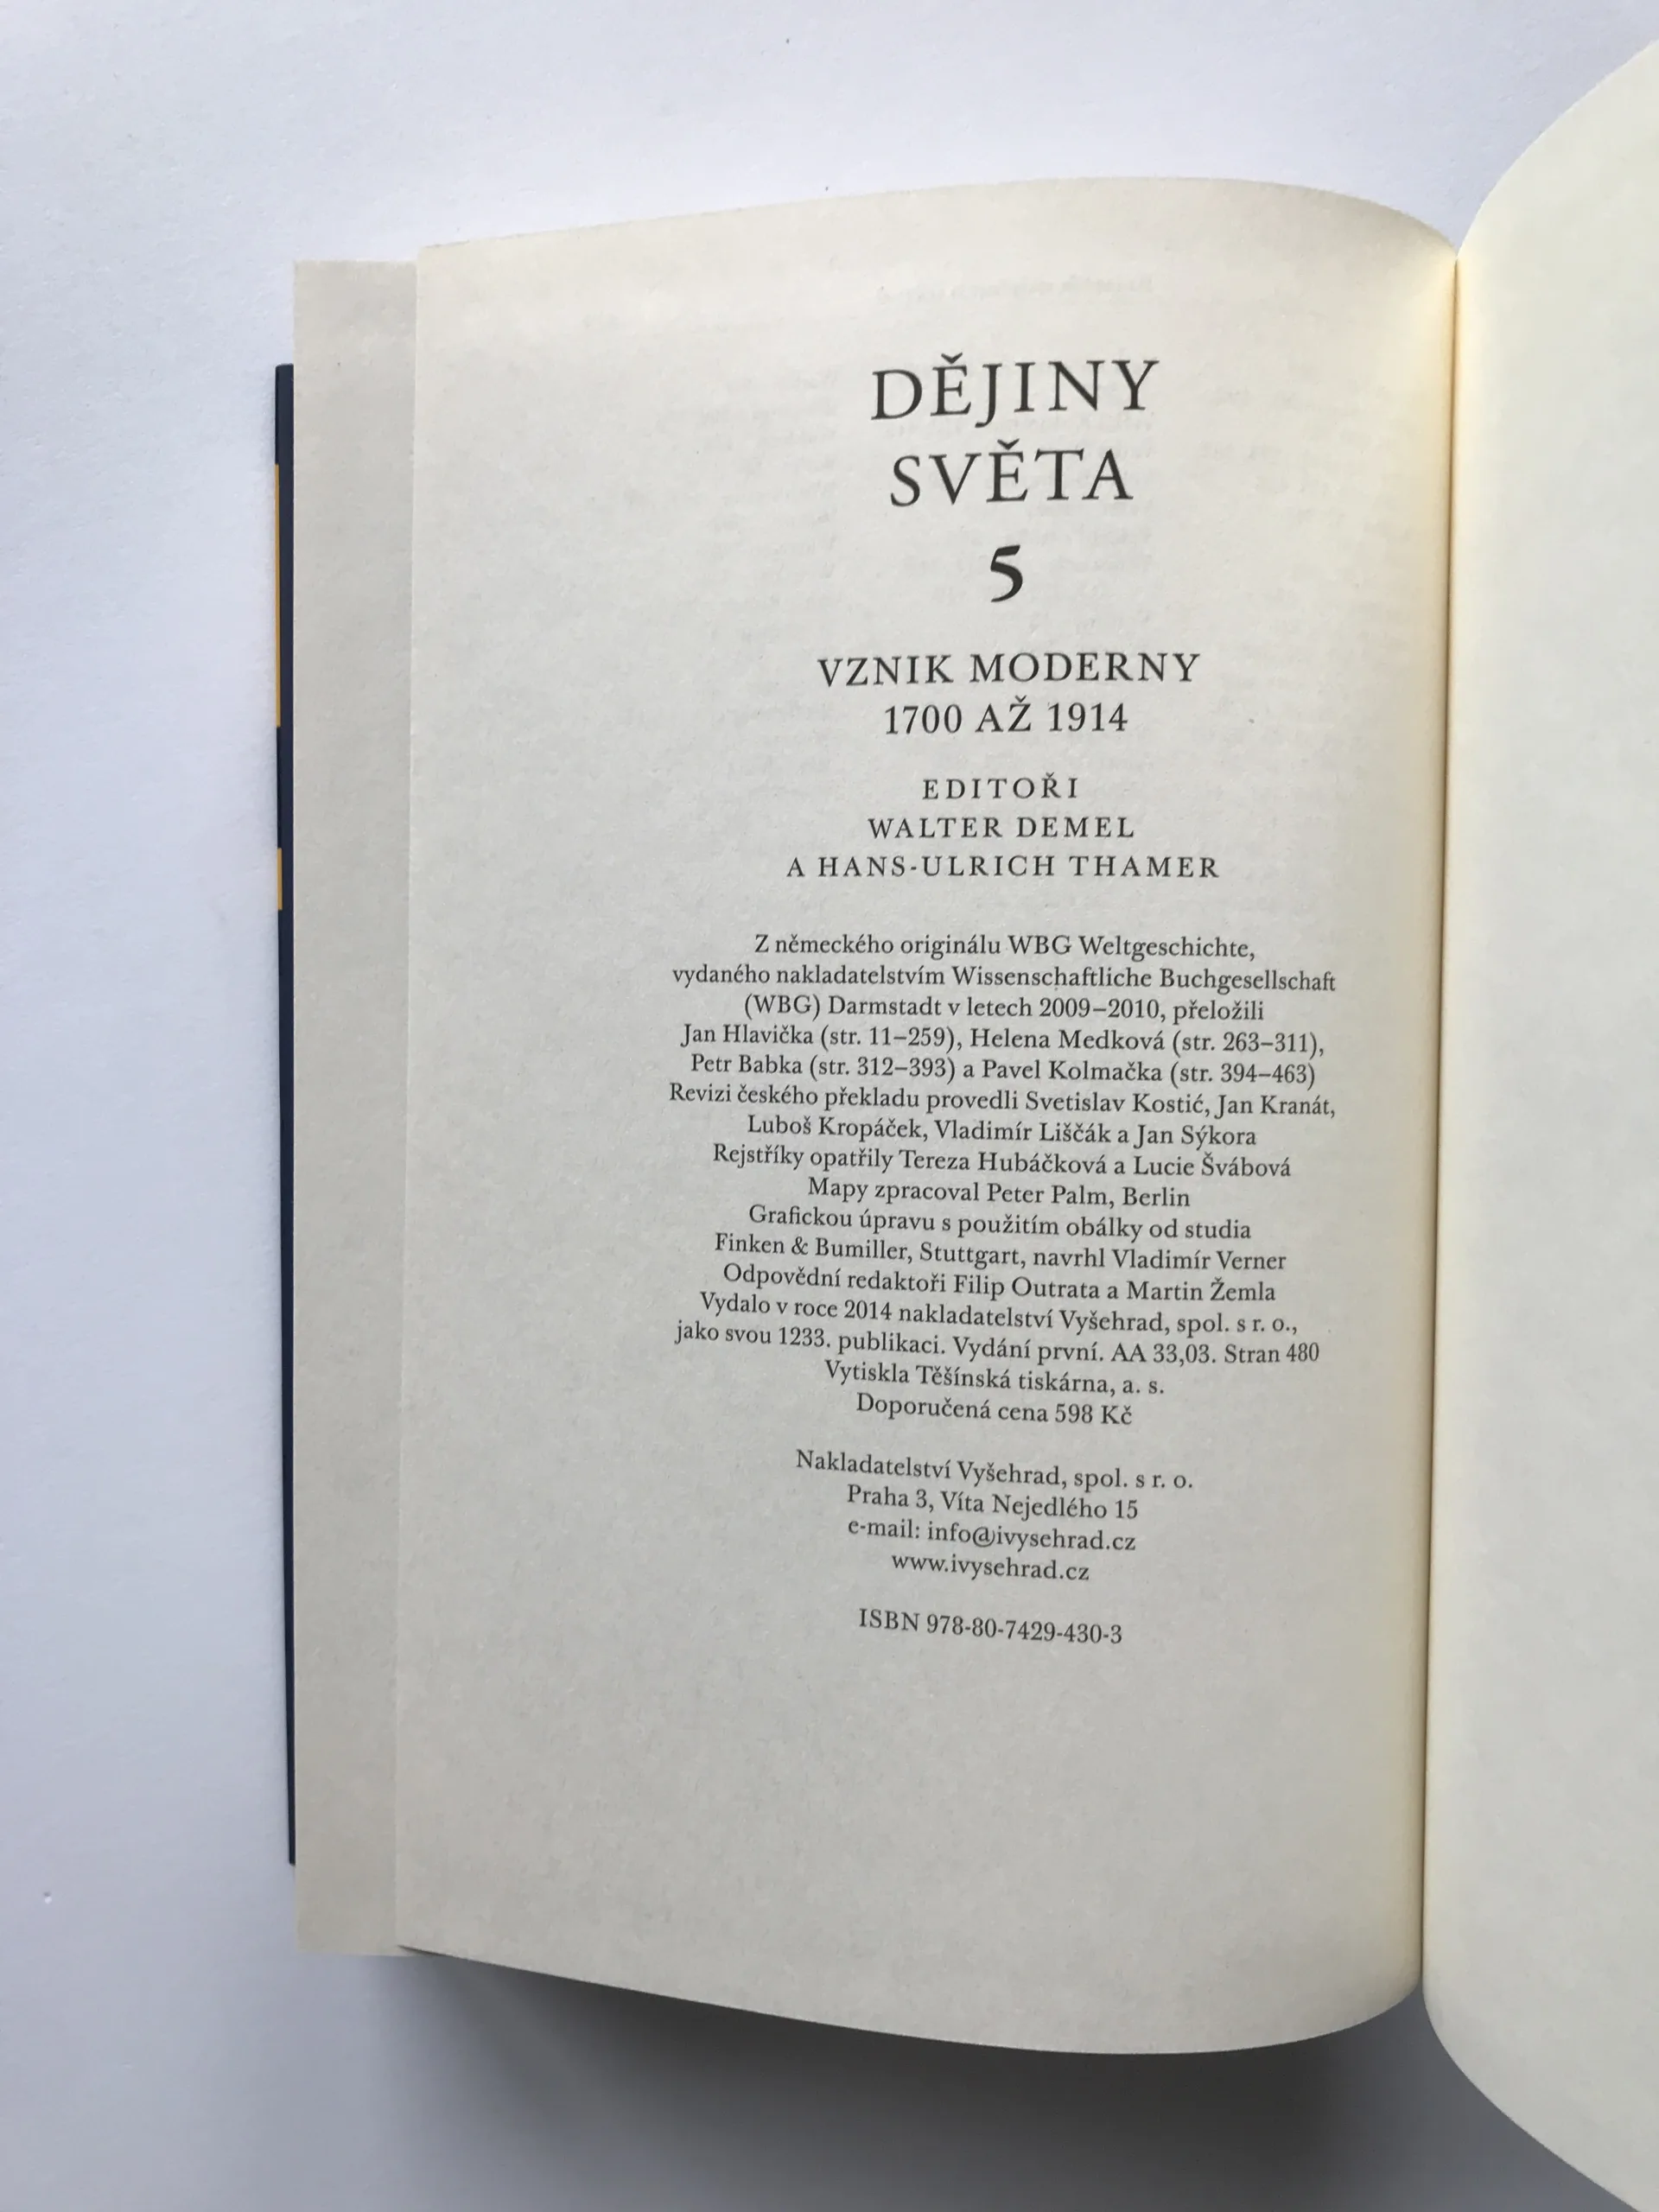 DĚJINY
SVĚTA
5
VZNIK MODERNY
1700 AŽ 1914
EDITOŘI
WALTER DEMEL
A HANS-ULRICH THAMER
Z německého originálu WBG Weltgeschichte,
vydaného nakladatelstvím Wissenschaftliche Buchgesellschaft
(WBG) Darmstadt v letech 2009–2010, přeložili
Jan Hlavička (str. 11–259), Helena Medková (str. 263–311),
Petr Babka (str. 312–393) a Pavel Kolmačka (str. 394–463)
Revizi českého překladu provedli Svetislav Kostić, Jan Kranát,
Luboš Kropáček, Vladimír Liščák a Jan Sýkora
Rejstříky opatřily Tereza Hubáčková a Lucie Švábová
Mapy zpracoval Peter Palm, Berlin
Grafickou úpravu s použitím obálky od studia
Finken & Bumiller, Stuttgart, navrhl Vladimír Verner
Odpovědní redaktoři Filip Outrata a Martin Žemla
Vydalo v roce 2014 nakladatelství Vyšehrad, spol. s r. o.,
jako svou 1233. publikaci. Vydání první. AA 33,03. Stran 480
Vytiskla Těšínská tiskárna, a. s.
Doporučená cena 598 Kč
Nakladatelství Vyšehrad, spol. s r. o.
Praha 3, Víta Nejedlého 15
e-mail: info@ivysehrad.cz
www.ivysehrad.cz
ISBN 978-80-7429-430-3